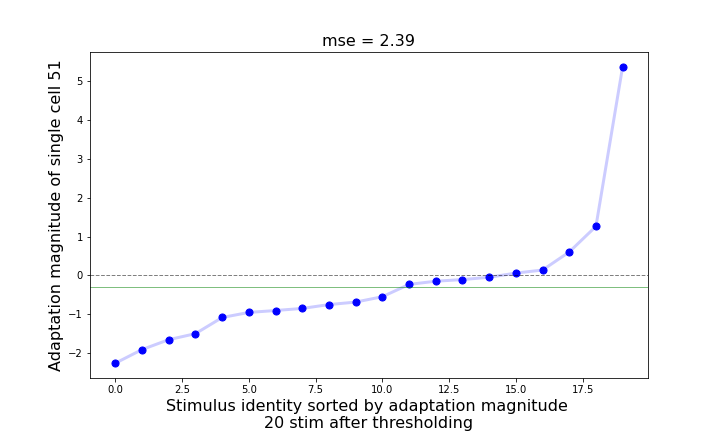 mse = 2.39
Adaptation magnitude of single cell 51
5
4
3
2
1
0
−1
−2
0.0 2.5 5.0 7.5 10.0 12.5 15.0 17.5
Stimulus identity sorted by adaptation magnitude
20 stim after thresholding